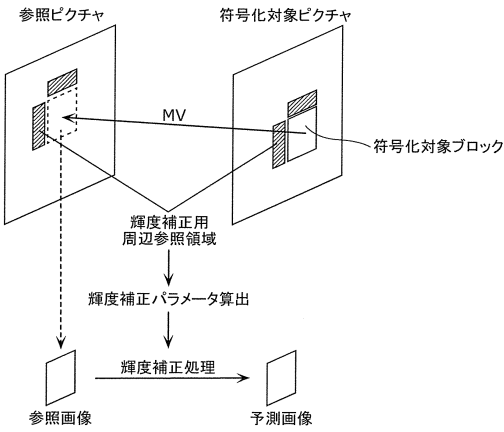 参照ピクチャ
符号化対象ピクチャ
MV
符号化対象ブロック
輝度補正用
周辺参照領域
輝度補正パラメータ算出
輝度補正処理
参照画像
予測画像